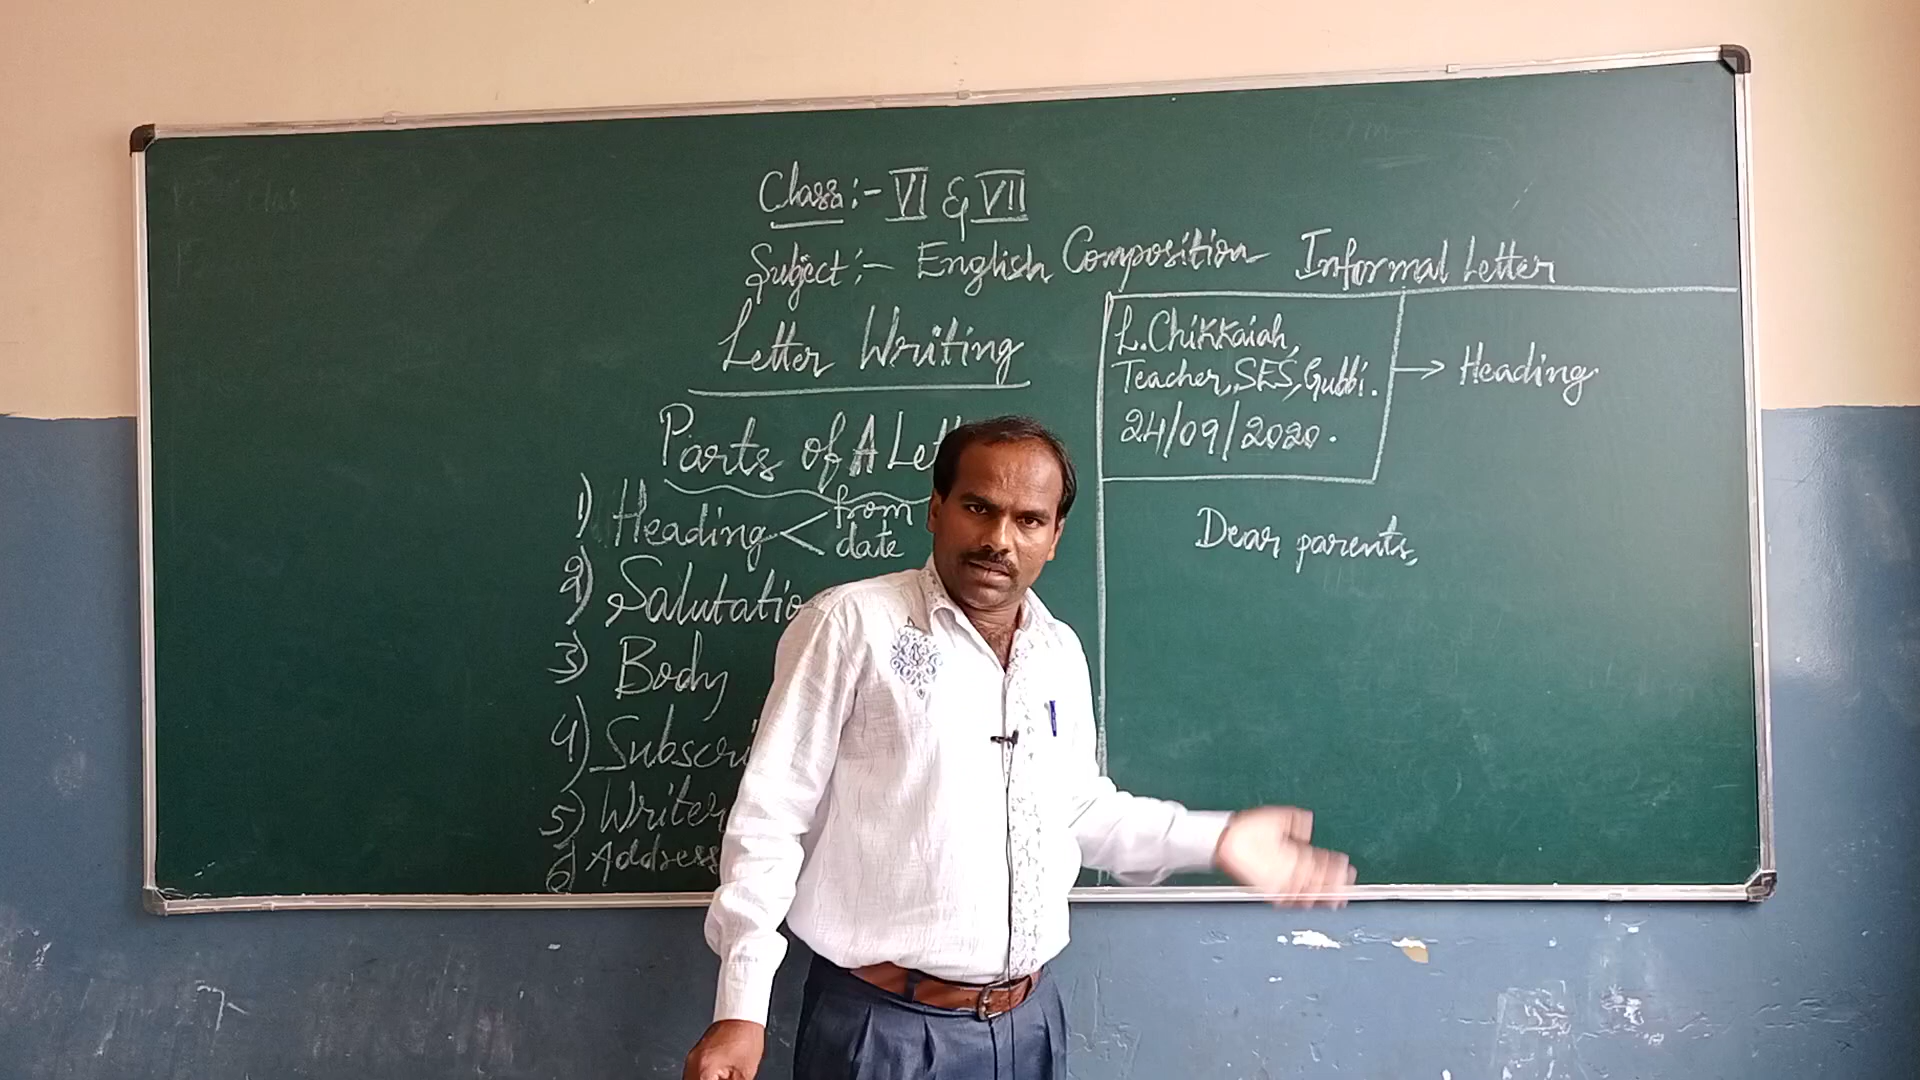 Class:- VI & VII
Subject:- English Composition
Letter Writing
Parts of A Lett
1) Heading < from
date
2) Salutatio
3) Body
4) Subscri
5) Writer
6) Address
Informal Letter
L. Chikkaiah,
Teacher, SES, Gubbi.
24/09/2020.
→ Heading
Dear parents,